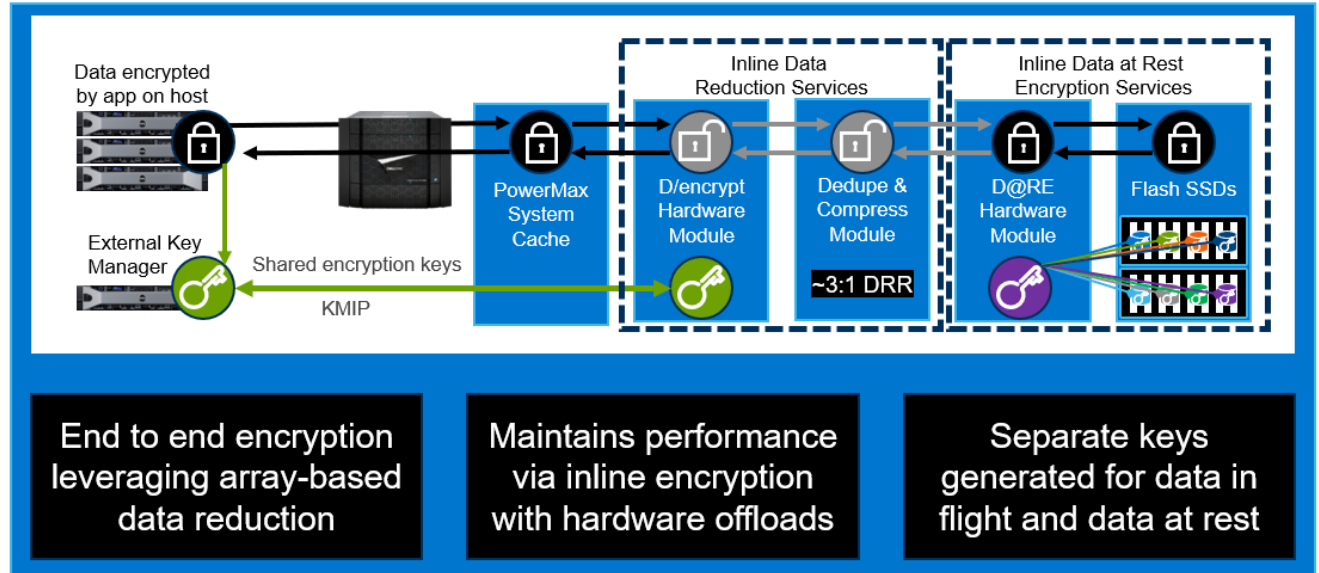 Data encrypted
by app on host
Inline Data
Reduction Services
Inline Data at Rest
Encryption Services
PowerMax
System
Cache
D/encrypt
Hardware
Module
Dedupe &
Compress
Module
D@RE
Hardware
Module
Flash SSDs
External Key
Manager
Shared encryption keys
KMIP
~3:1 DRR
End to end encryption
leveraging array-based
data reduction
Maintains performance
via inline encryption
with hardware offloads
Separate keys
generated for data in
flight and data at rest